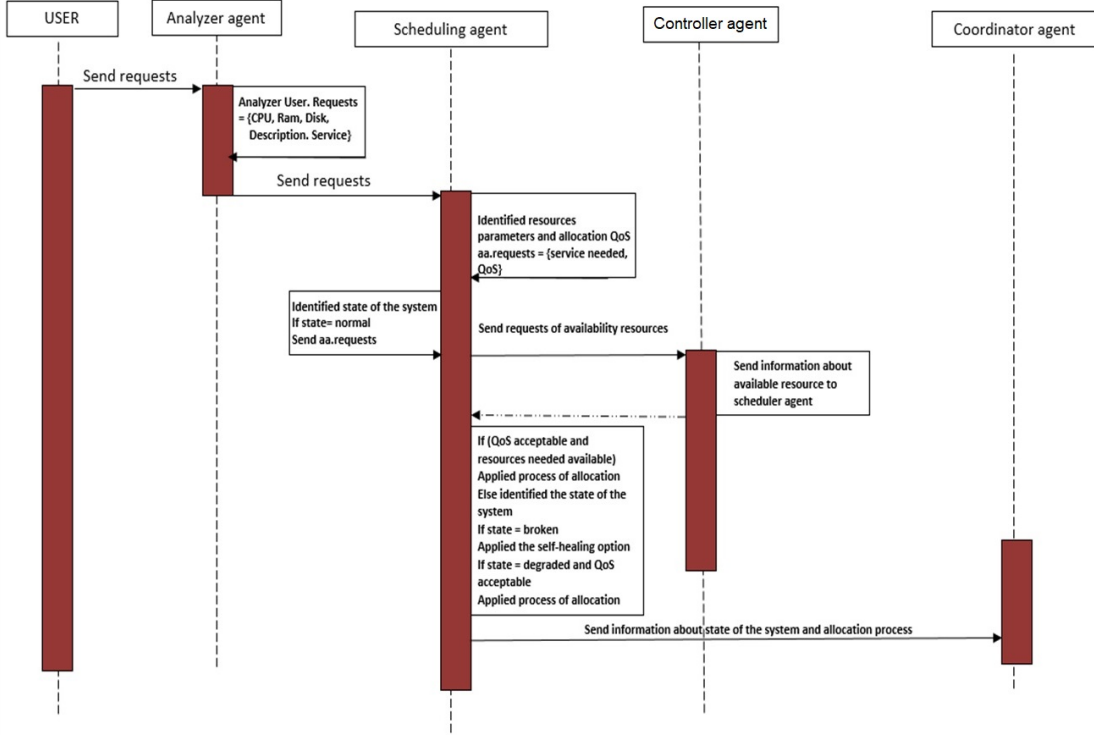 USER
Analyzer agent
Scheduling agent
Controller agent
Coordinator agent
Send requests
Analyzer User. Requests
= {CPU, Ram, Disk,
Description. Service}
Send requests
Identified resources
parameters and allocation QoS
aa.requests = {service needed,
QoS}
Identified state of the system
If state= normal
Send aa.requests
Send requests of availability resources
Send information about
available resource to
scheduler agent
If (QoS acceptable and
resources needed available)
Applied process of allocation
Else identified the state of the
system
If state = broken
Applied the self-healing option
If state = degraded and QoS
acceptable
Applied process of allocation
Send information about state of the system and allocation process